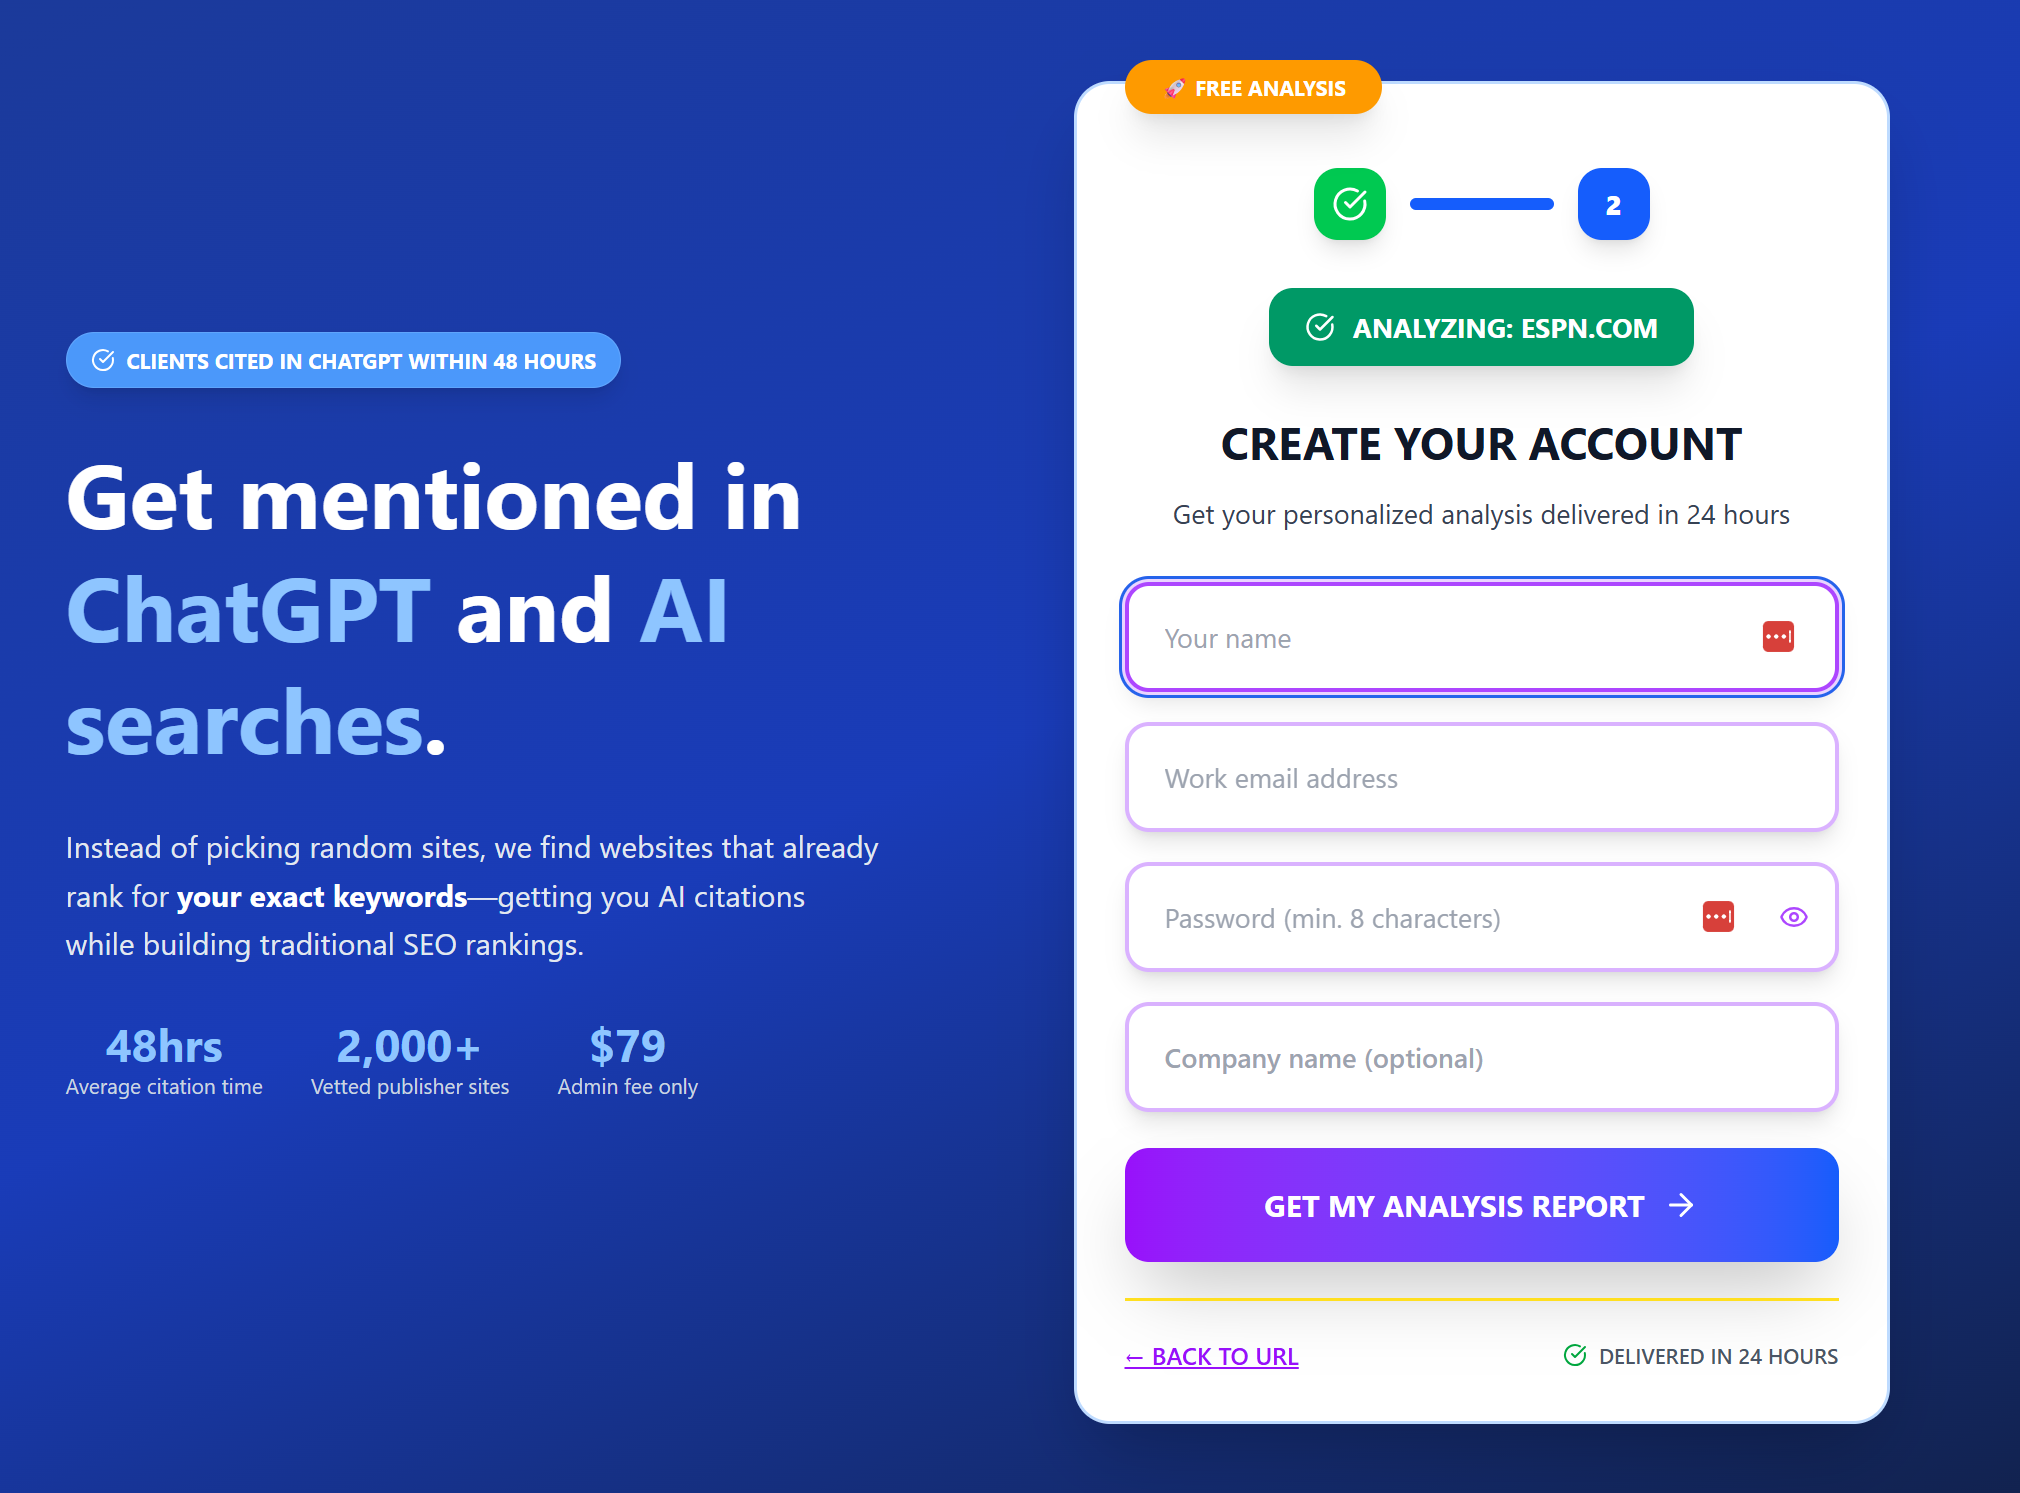 CLIENTS CITED IN CHATGPT WITHIN 48 HOURS
Get mentioned in
ChatGPT and AI
searches.
Instead of picking random sites, we find websites that already
rank for your exact keywords—getting you AI citations
while building traditional SEO rankings.
48hrs
Average citation time
2,000+
Vetted publisher sites
$79
Admin fee only
🚀 FREE ANALYSIS
2
ANALYZING: ESPN.COM
CREATE YOUR ACCOUNT
Get your personalized analysis delivered in 24 hours
Your name
Work email address
Password (min. 8 characters)
Company name (optional)
GET MY ANALYSIS REPORT →
← BACK TO URL
DELIVERED IN 24 HOURS